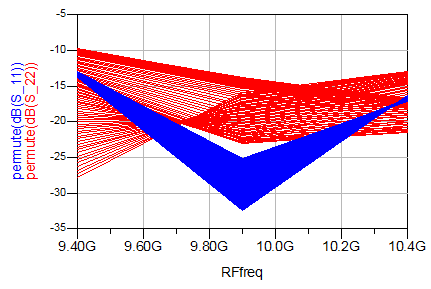 permute(dB(S_11))
permute(dB(S_22))
-5
-10
-15
-20
-25
-30
-35
9.40G 9.60G 9.80G 10.0G 10.2G 10.4G
RFfreq